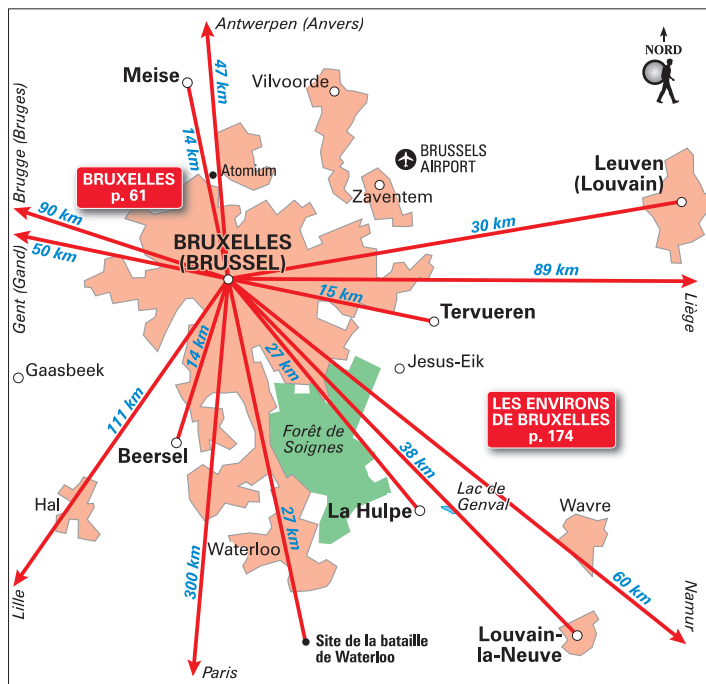 Antwerpen (Anvers)
NORD
Meise
47 km
Vilvoorde
14 km
Brugge (Bruges)
BRUXELLES
p. 61
Atomium
BRUSSELS
AIRPORT
Zaventem
Leuven
(Louvain)
90 km
50 km
30 km
BRUXELLES
(BRUSSEL)
Gent (Gand)
89 km
15 km
Liège
Tervueren
Gaasbeek
14 km
27 km
Jesus-Eik
111 km
LES ENVIRONS
DE BRUXELLES
p. 174
Forêt de
Soignes
Beersel
38 km
Hal
La Hulpe
Lac de
Genval
Wavre
27 km
Waterloo
300 km
60 km
Lille
Namur
Site de la bataille
de Waterloo
Louvain-
la-Neuve
Paris